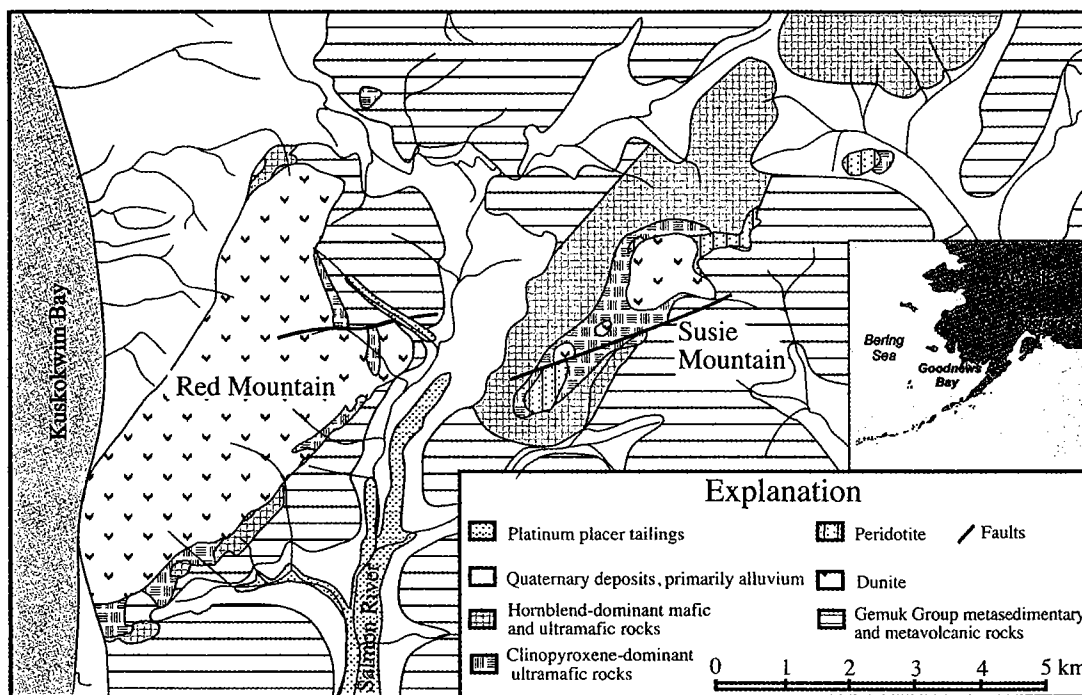 Kuskokwim Bay
Red Mountain
Susie
Mountain
Salmon River
Bering
Sea
Goodnews
Bay
Explanation
Platinum placer tailings
Quaternary deposits, primarily alluvium
Hornblend-dominant mafic
and ultramafic rocks
Clinopyroxene-dominant
ultramafic rocks
Peridotite
Faults
Dunite
Gemuk Group metasedimentary
and metavolcanic rocks
0 1 2 3 4 5 km